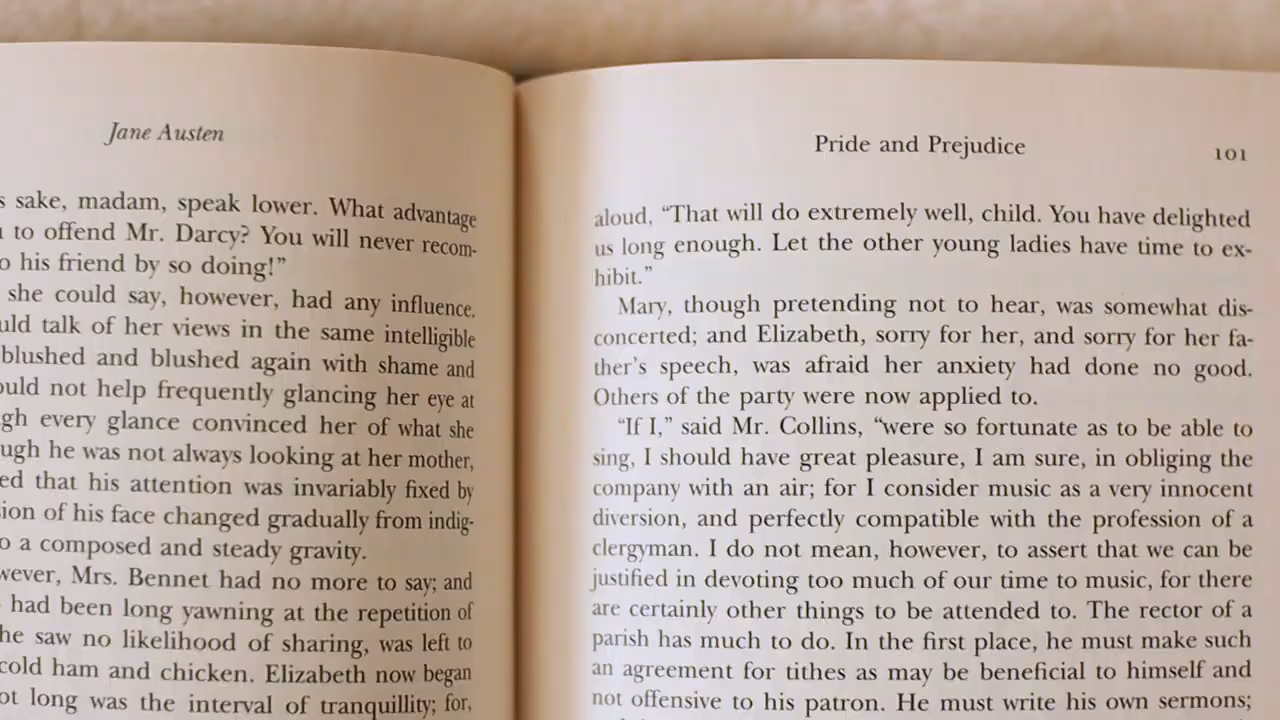 Jane Austen
sake, madam, speak lower. What advantage
to offend Mr. Darcy? You will never recom-
his friend by so doing!”
she could say, however, had any influence.
talk of her views in the same intelligible
blushed and blushed again with shame and
not help frequently glancing her eye at
every glance convinced her of what she
he was not always looking at her mother,
that his attention was invariably fixed by
of his face changed gradually from indig-
a composed and steady gravity.
Mrs. Bennet had no more to say; and
had been long yawning at the repetition of
he saw no likelihood of sharing, was left to
cold ham and chicken. Elizabeth now began
long was the interval of tranquillity; for,
Pride and Prejudice 101
aloud, “That will do extremely well, child. You have delighted
us long enough. Let the other young ladies have time to ex-
hibit.”
Mary, though pretending not to hear, was somewhat dis-
concerted; and Elizabeth, sorry for her, and sorry for her fa-
ther’s speech, was afraid her anxiety had done no good.
Others of the party were now applied to.
“If I,” said Mr. Collins, “were so fortunate as to be able to
sing, I should have great pleasure, I am sure, in obliging the
company with an air; for I consider music as a very innocent
diversion, and perfectly compatible with the profession of a
clergyman. I do not mean, however, to assert that we can be
justified in devoting too much of our time to music, for there
are certainly other things to be attended to. The rector of a
parish has much to do. In the first place, he must make such
an agreement for tithes as may be beneficial to himself and
not offensive to his patron. He must write his own sermons;